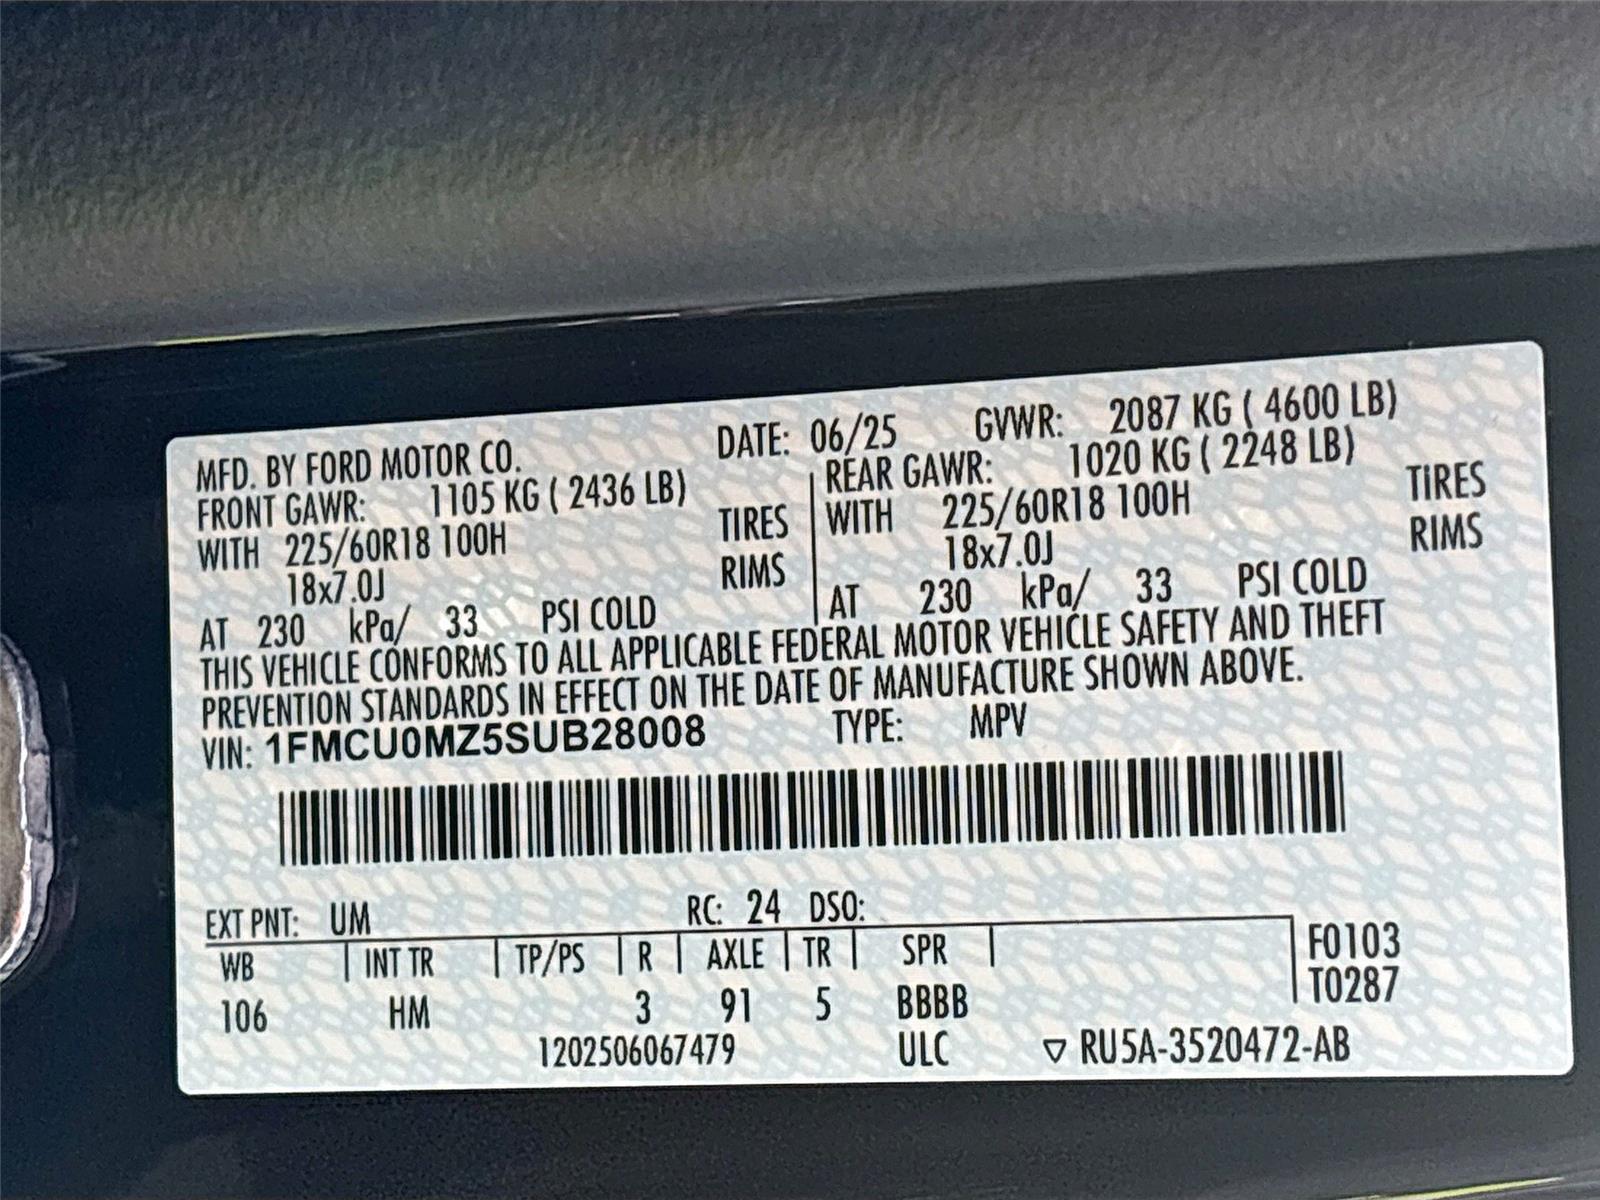 MFD. BY FORD MOTOR CO. DATE: 06/25 GVWR: 2087 KG ( 4600 LB)
FRONT GAWR: 1105 KG ( 2436 LB) REAR GAWR: 1020 KG ( 2248 LB)
WITH 225/60R18 100H TIRES WITH 225/60R18 100H TIRES
18x7.0J RIMS 18x7.0J RIMS
AT 230 kPa/ 33 PSI COLD AT 230 kPa/ 33 PSI COLD
THIS VEHICLE CONFORMS TO ALL APPLICABLE FEDERAL MOTOR VEHICLE SAFETY AND THEFT
PREVENTION STANDARDS IN EFFECT ON THE DATE OF MANUFACTURE SHOWN ABOVE.
VIN: 1FMCU0MZ5SUB28008 TYPE: MPV
EXT PNT: UM RC: 24 DSO:
WB INT TR TP/PS R AXLE TR SPR F0103
106 HM 3 91 5 BBBB T0287
1202506067479 ULC ▽ RU5A-3520472-AB